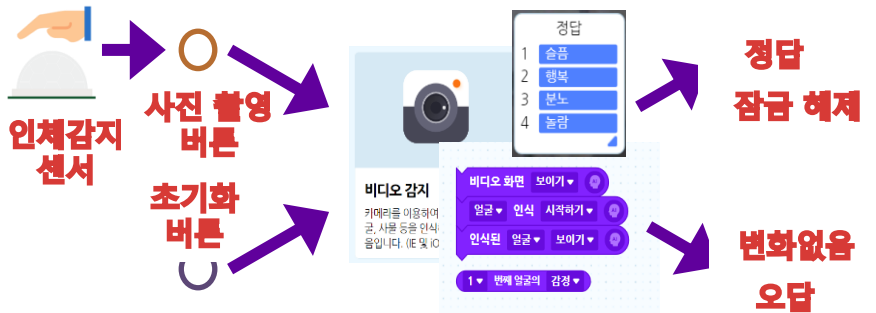 인체감지
센서
사진 촬영
버튼
초기화
버튼
비디오 감지
카메라를 이용하여
굴, 사물 등을 인식
음입니다. (IE 및 iO
정답
1 슬픔
2 행복
3 분노
4 놀람
비디오 화면 보이기
얼굴 인식 시작하기
인식된 얼굴 보이기
1 번째 얼굴의 감정
정답
잠금 해제
변화없음
오답